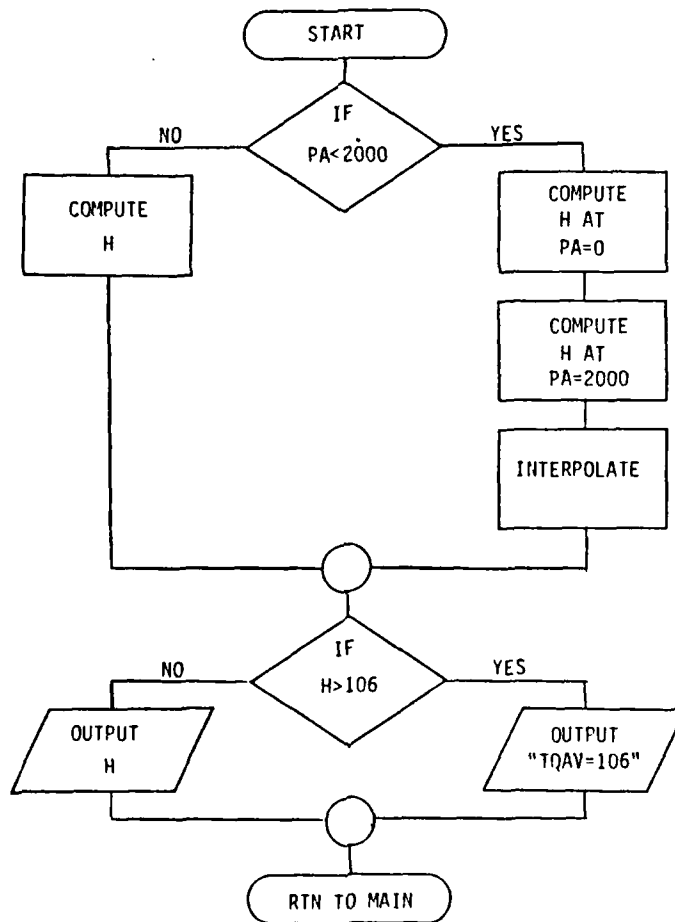 START
IF
PA<2000
NO
YES
COMPUTE
H
COMPUTE
H AT
PA=0
COMPUTE
H AT
PA=2000
INTERPOLATE
IF
H>106
NO
YES
OUTPUT
H
OUTPUT
"TQAV=106"
RTN TO MAIN